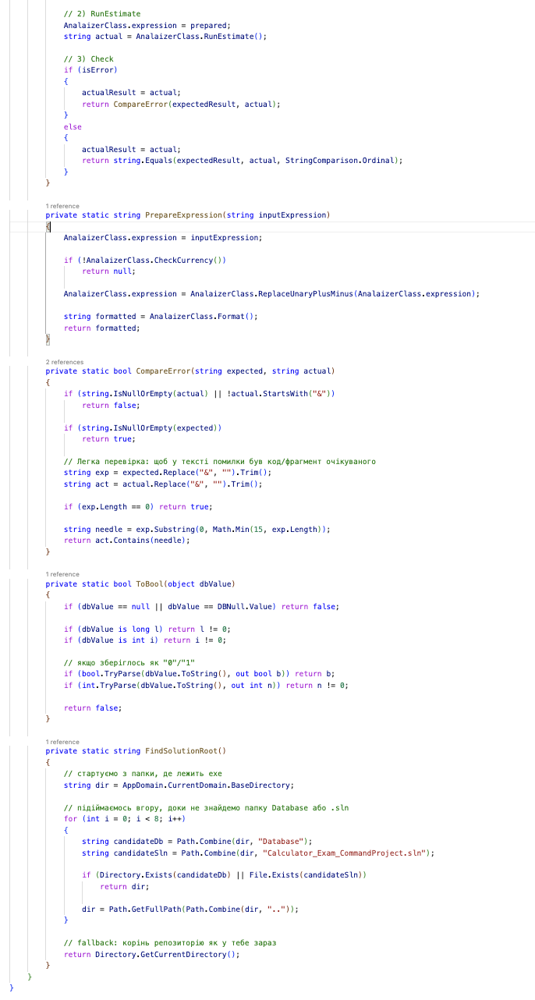 // 2) RunEstimate
AnalaizerClass.expression = prepared;
string actual = AnalaizerClass.RunEstimate();
// 3) Check
if (isError)
{
actualResult = actual;
return CompareError(expectedResult, actual);
}
else
{
actualResult = actual;
return string.Equals(expectedResult, actual, StringComparison.Ordinal);
}
}
1 reference
private static string PrepareExpression(string inputExpression)
{
AnalaizerClass.expression = inputExpression;
if (!AnalaizerClass.CheckCurrency())
return null;
AnalaizerClass.expression = AnalaizerClass.ReplaceUnaryPlusMinus(AnalaizerClass.expression);
string formatted = AnalaizerClass.Format();
return formatted;
}
2 references
private static bool CompareError(string expected, string actual)
{
if (string.IsNullOrEmpty(actual) || !actual.StartsWith("&"))
return false;
if (string.IsNullOrEmpty(expected))
return true;
// Легка перевірка: щоб у тексті помилки був код/фрагмент очікуваного
string exp = expected.Replace("&", "").Trim();
string act = actual.Replace("&", "").Trim();
if (exp.Length == 0) return true;
string needle = exp.Substring(0, Math.Min(15, exp.Length));
return act.Contains(needle);
}
1 reference
private static bool ToBool(object dbValue)
{
if (dbValue == null || dbValue == DBNull.Value) return false;
if (dbValue is long l) return l != 0;
if (dbValue is int i) return i != 0;
// якщо зберіглось як "0"/"1"
if (bool.TryParse(dbValue.ToString(), out bool b)) return b;
if (int.TryParse(dbValue.ToString(), out int n)) return n != 0;
return false;
}
1 reference
private static string FindSolutionRoot()
{
// стартуємо з папки, де лежить exe
string dir = AppDomain.CurrentDomain.BaseDirectory;
// підіймаємось вгору, доки не знайдемо папку Database або .sln
for (int i = 0; i < 8; i++)
{
string candidateDb = Path.Combine(dir, "Database");
string candidateSln = Path.Combine(dir, "Calculator_Exam_CommandProject.sln");
if (Directory.Exists(candidateDb) || File.Exists(candidateSln))
return dir;
dir = Path.GetFullPath(Path.Combine(dir, ".."));
}
// fallback: корінь репозиторію як у тебе зараз
return Directory.GetCurrentDirectory();
}
}
}